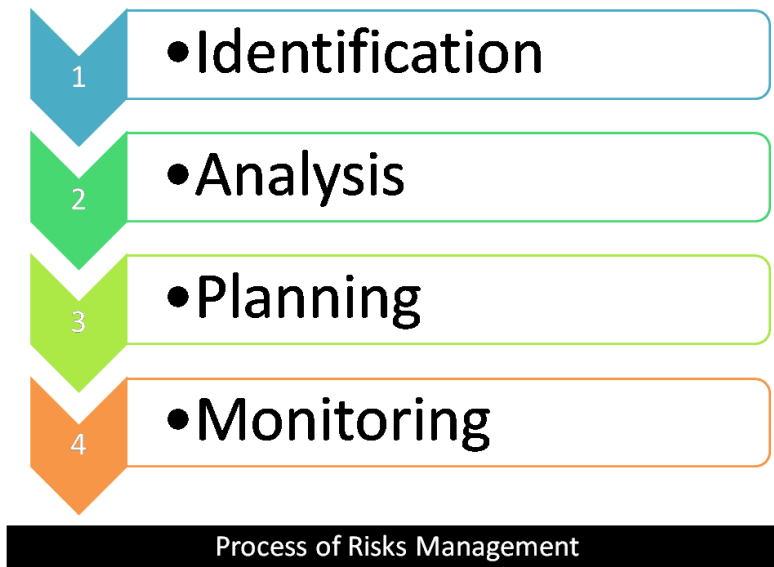 1
•Identification
2
•Analysis
3
•Planning
4
•Monitoring
Process of Risks Management